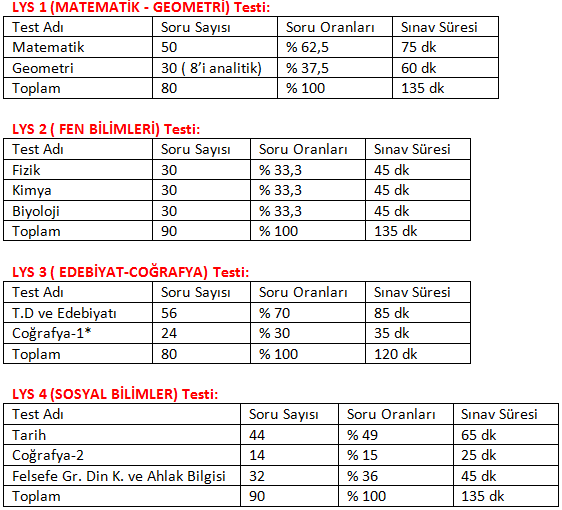 LYS 1 (MATEMATİK - GEOMETRİ) Testi:
Test Adı Soru Sayısı Soru Oranları Sınav Süresi
Matematik 50 % 62,5 75 dk
Geometri 30 ( 8’i analitik) % 37,5 60 dk
Toplam 80 % 100 135 dk
LYS 2 ( FEN BİLİMLERİ) Testi:
Test Adı Soru Sayısı Soru Oranları Sınav Süresi
Fizik 30 % 33,3 45 dk
Kimya 30 % 33,3 45 dk
Biyoloji 30 % 33,3 45 dk
Toplam 90 % 100 135 dk
LYS 3 ( EDEBİYAT-COĞRAFYA) Testi:
Test Adı Soru Sayısı Soru Oranları Sınav Süresi
T.D ve Edebiyatı 56 % 70 85 dk
Coğrafya-1* 24 % 30 35 dk
Toplam 80 % 100 120 dk
LYS 4 (SOSYAL BİLİMLER) Testi:
Test Adı Soru Sayısı Soru Oranları Sınav Süresi
Tarih 44 % 49 65 dk
Coğrafya-2 14 % 15 25 dk
Felsefe Gr. Din K. ve Ahlak Bilgisi 32 % 36 45 dk
Toplam 90 % 100 135 dk